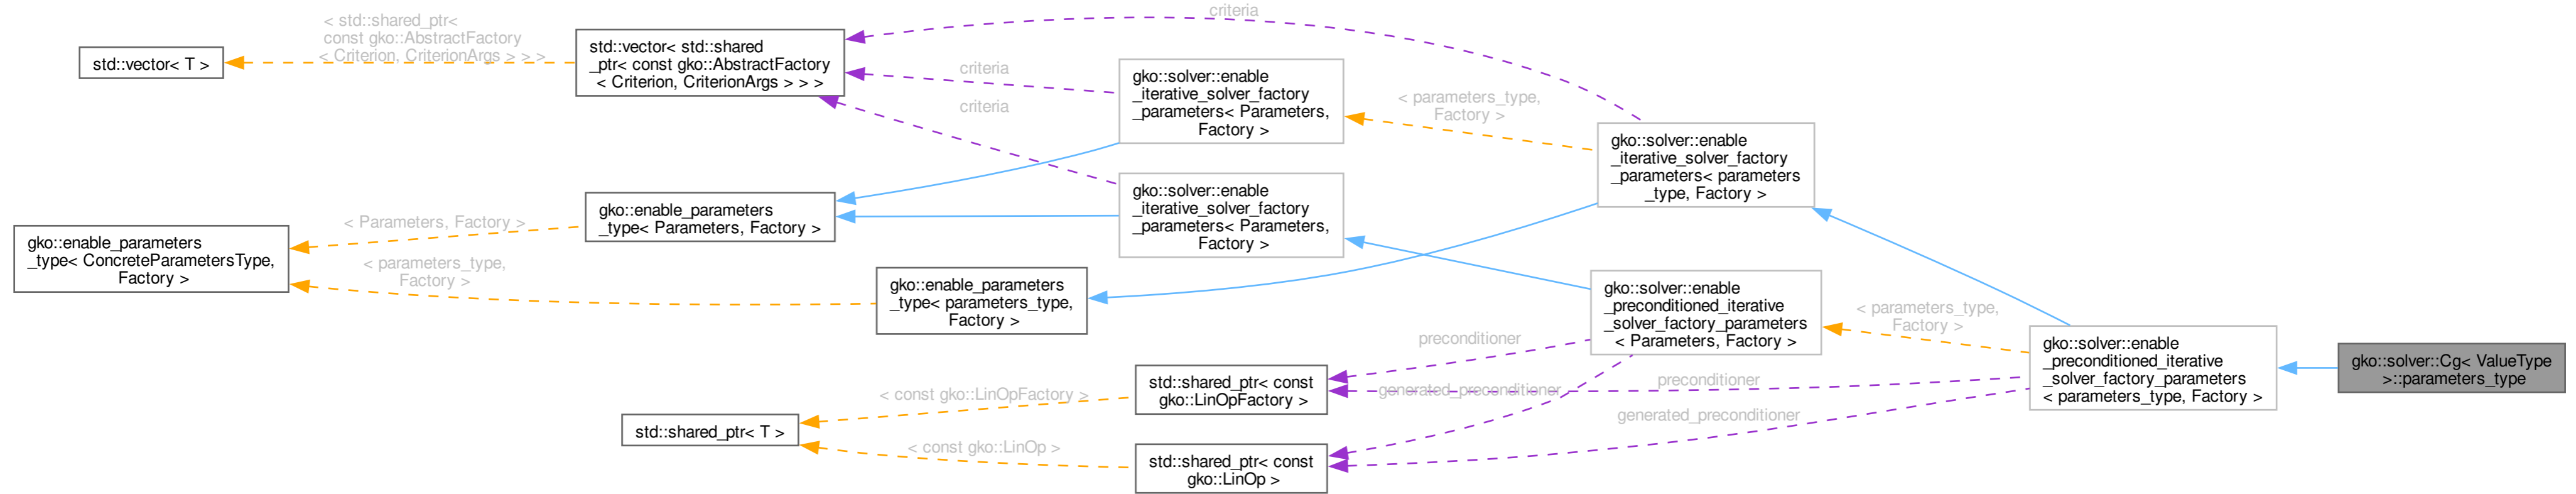 std::vector< T >
< std::shared_ptr<
const gko::AbstractFactory
< Criterion, CriterionArgs > > >
std::vector< std::shared
_ptr< const gko::AbstractFactory
< Criterion, CriterionArgs > > >
criteria
criteria
criteria
gko::solver::enable
_iterative_solver_factory
_parameters< Parameters,
Factory >
< parameters_type,
Factory >
gko::solver::enable
_iterative_solver_factory
_parameters< parameters
_type, Factory >
gko::enable_parameters
_type< ConcreteParametersType,
Factory >
< Parameters, Factory >
< parameters_type,
Factory >
gko::enable_parameters
_type< Parameters, Factory >
gko::solver::enable
_iterative_solver_factory
_parameters< Parameters,
Factory >
gko::enable_parameters
_type< parameters_type,
Factory >
gko::solver::enable
_preconditioned_iterative
_solver_factory_parameters
< Parameters, Factory >
< parameters_type,
Factory >
gko::solver::enable
_preconditioned_iterative
_solver_factory_parameters
< parameters_type, Factory >
gko::solver::Cg< ValueType
>::parameters_type
preconditioner
preconditioner
generated_preconditioner
generated_preconditioner
std::shared_ptr< const
gko::LinOpFactory >
< const gko::LinOpFactory >
std::shared_ptr< T >
< const gko::LinOp >
std::shared_ptr< const
gko::LinOp >